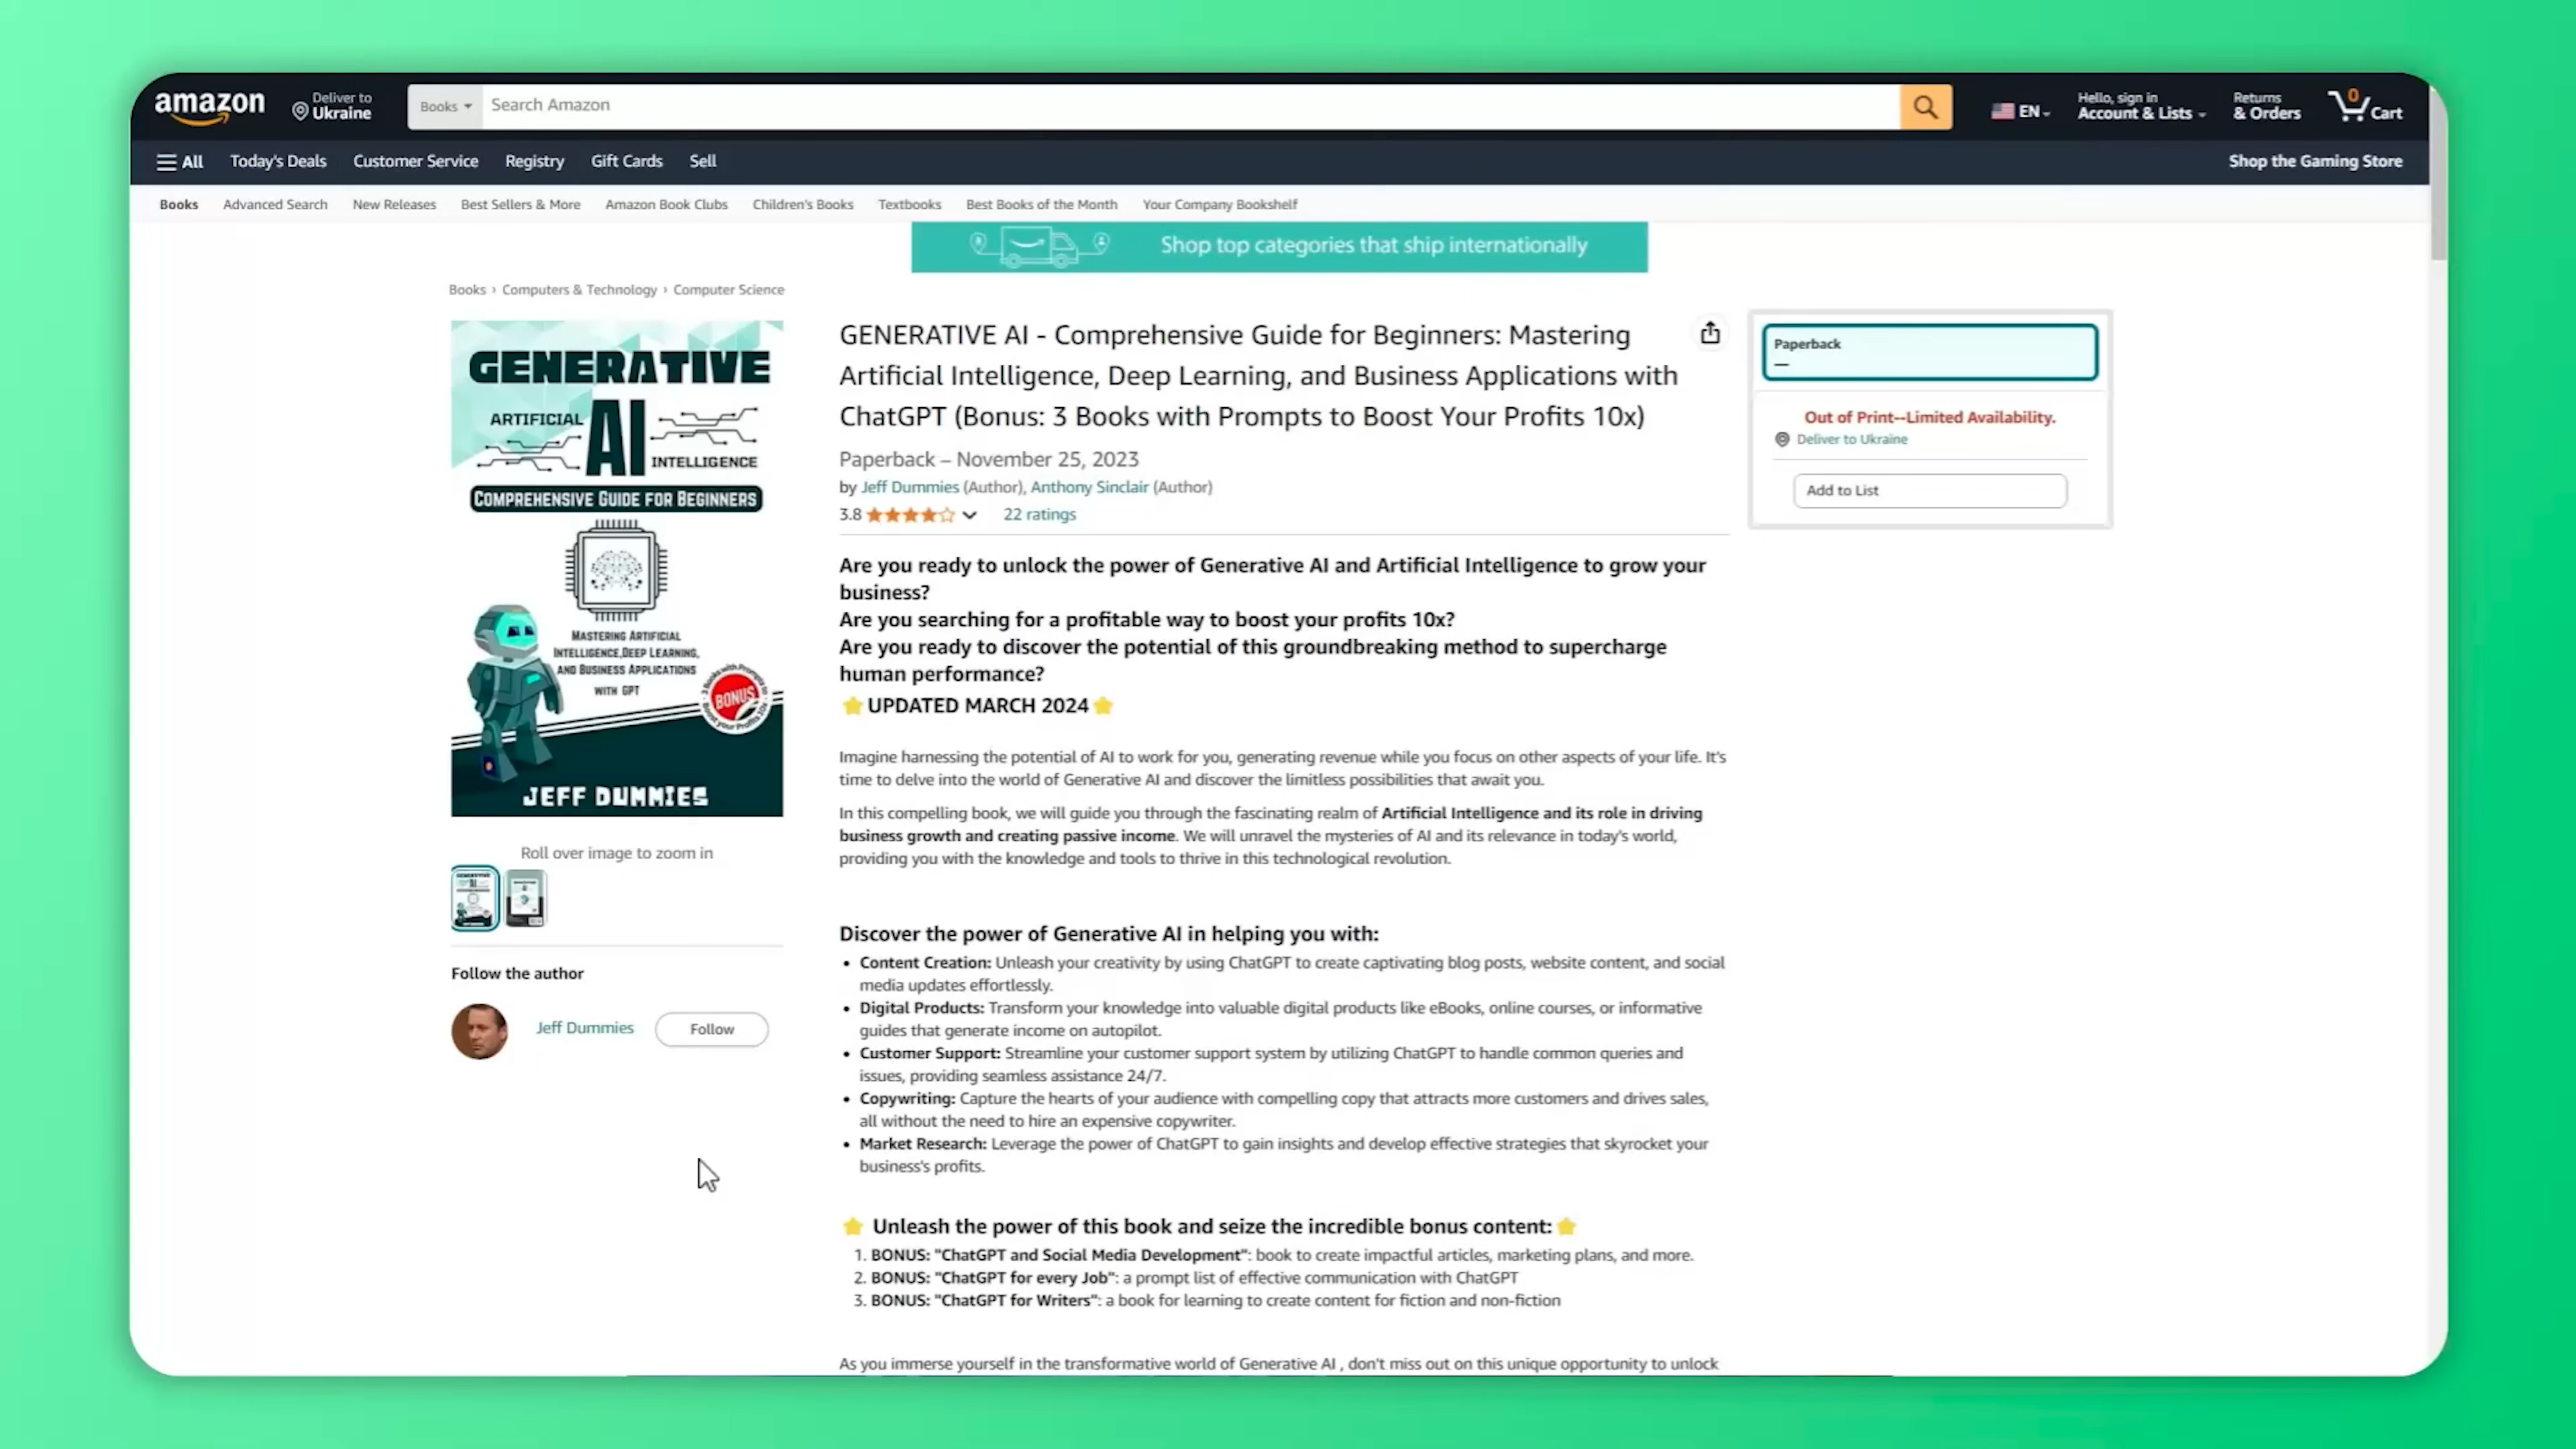 amazon
Deliver to
Ukraine
Books
Search Amazon
EN
Hello, sign in
Account & Lists
Returns
& Orders
0
Cart
All
Today's Deals
Customer Service
Registry
Gift Cards
Sell
Shop the Gaming Store
Books
Advanced Search
New Releases
Best Sellers & More
Amazon Book Clubs
Children's Books
Textbooks
Best Books of the Month
Your Company Bookshelf
Shop top categories that ship internationally
Books › Computers & Technology › Computer Science
GENERATIVE
ARTIFICIAL
AI
INTELLIGENCE
COMPREHENSIVE GUIDE FOR BEGINNERS
MASTERING ARTIFICIAL
INTELLIGENCE,DEEP LEARNING,
AND BUSINESS APPLICATIONS
WITH GPT
3 Books with Prompts to
BONUS
Boost your Profits 10x
JEFF DUMMIES
Roll over image to zoom in
Follow the author
Jeff Dummies
Follow
GENERATIVE AI - Comprehensive Guide for Beginners: Mastering
Artificial Intelligence, Deep Learning, and Business Applications with
ChatGPT (Bonus: 3 Books with Prompts to Boost Your Profits 10x)
Paperback – November 25, 2023
by Jeff Dummies (Author), Anthony Sinclair (Author)
3.8
22 ratings
Are you ready to unlock the power of Generative AI and Artificial Intelligence to grow your
business?
Are you searching for a profitable way to boost your profits 10x?
Are you ready to discover the potential of this groundbreaking method to supercharge
human performance?
UPDATED MARCH 2024
Imagine harnessing the potential of AI to work for you, generating revenue while you focus on other aspects of your life. It's
time to delve into the world of Generative AI and discover the limitless possibilities that await you.
In this compelling book, we will guide you through the fascinating realm of Artificial Intelligence and its role in driving
business growth and creating passive income. We will unravel the mysteries of AI and its relevance in today's world,
providing you with the knowledge and tools to thrive in this technological revolution.
Discover the power of Generative AI in helping you with:
• Content Creation: Unleash your creativity by using ChatGPT to create captivating blog posts, website content, and social
media updates effortlessly.
• Digital Products: Transform your knowledge into valuable digital products like eBooks, online courses, or informative
guides that generate income on autopilot.
• Customer Support: Streamline your customer support system by utilizing ChatGPT to handle common queries and
issues, providing seamless assistance 24/7.
• Copywriting: Capture the hearts of your audience with compelling copy that attracts more customers and drives sales,
all without the need to hire an expensive copywriter.
• Market Research: Leverage the power of ChatGPT to gain insights and develop effective strategies that skyrocket your
business's profits.
Unleash the power of this book and seize the incredible bonus content:
1. BONUS: "ChatGPT and Social Media Development": book to create impactful articles, marketing plans, and more.
2. BONUS: "ChatGPT for every Job": a prompt list of effective communication with ChatGPT
3. BONUS: "ChatGPT for Writers": a book for learning to create content for fiction and non-fiction
As you immerse yourself in the transformative world of Generative AI , don't miss out on this unique opportunity to unlock
Paperback
—
Out of Print--Limited Availability.
Deliver to Ukraine
Add to List